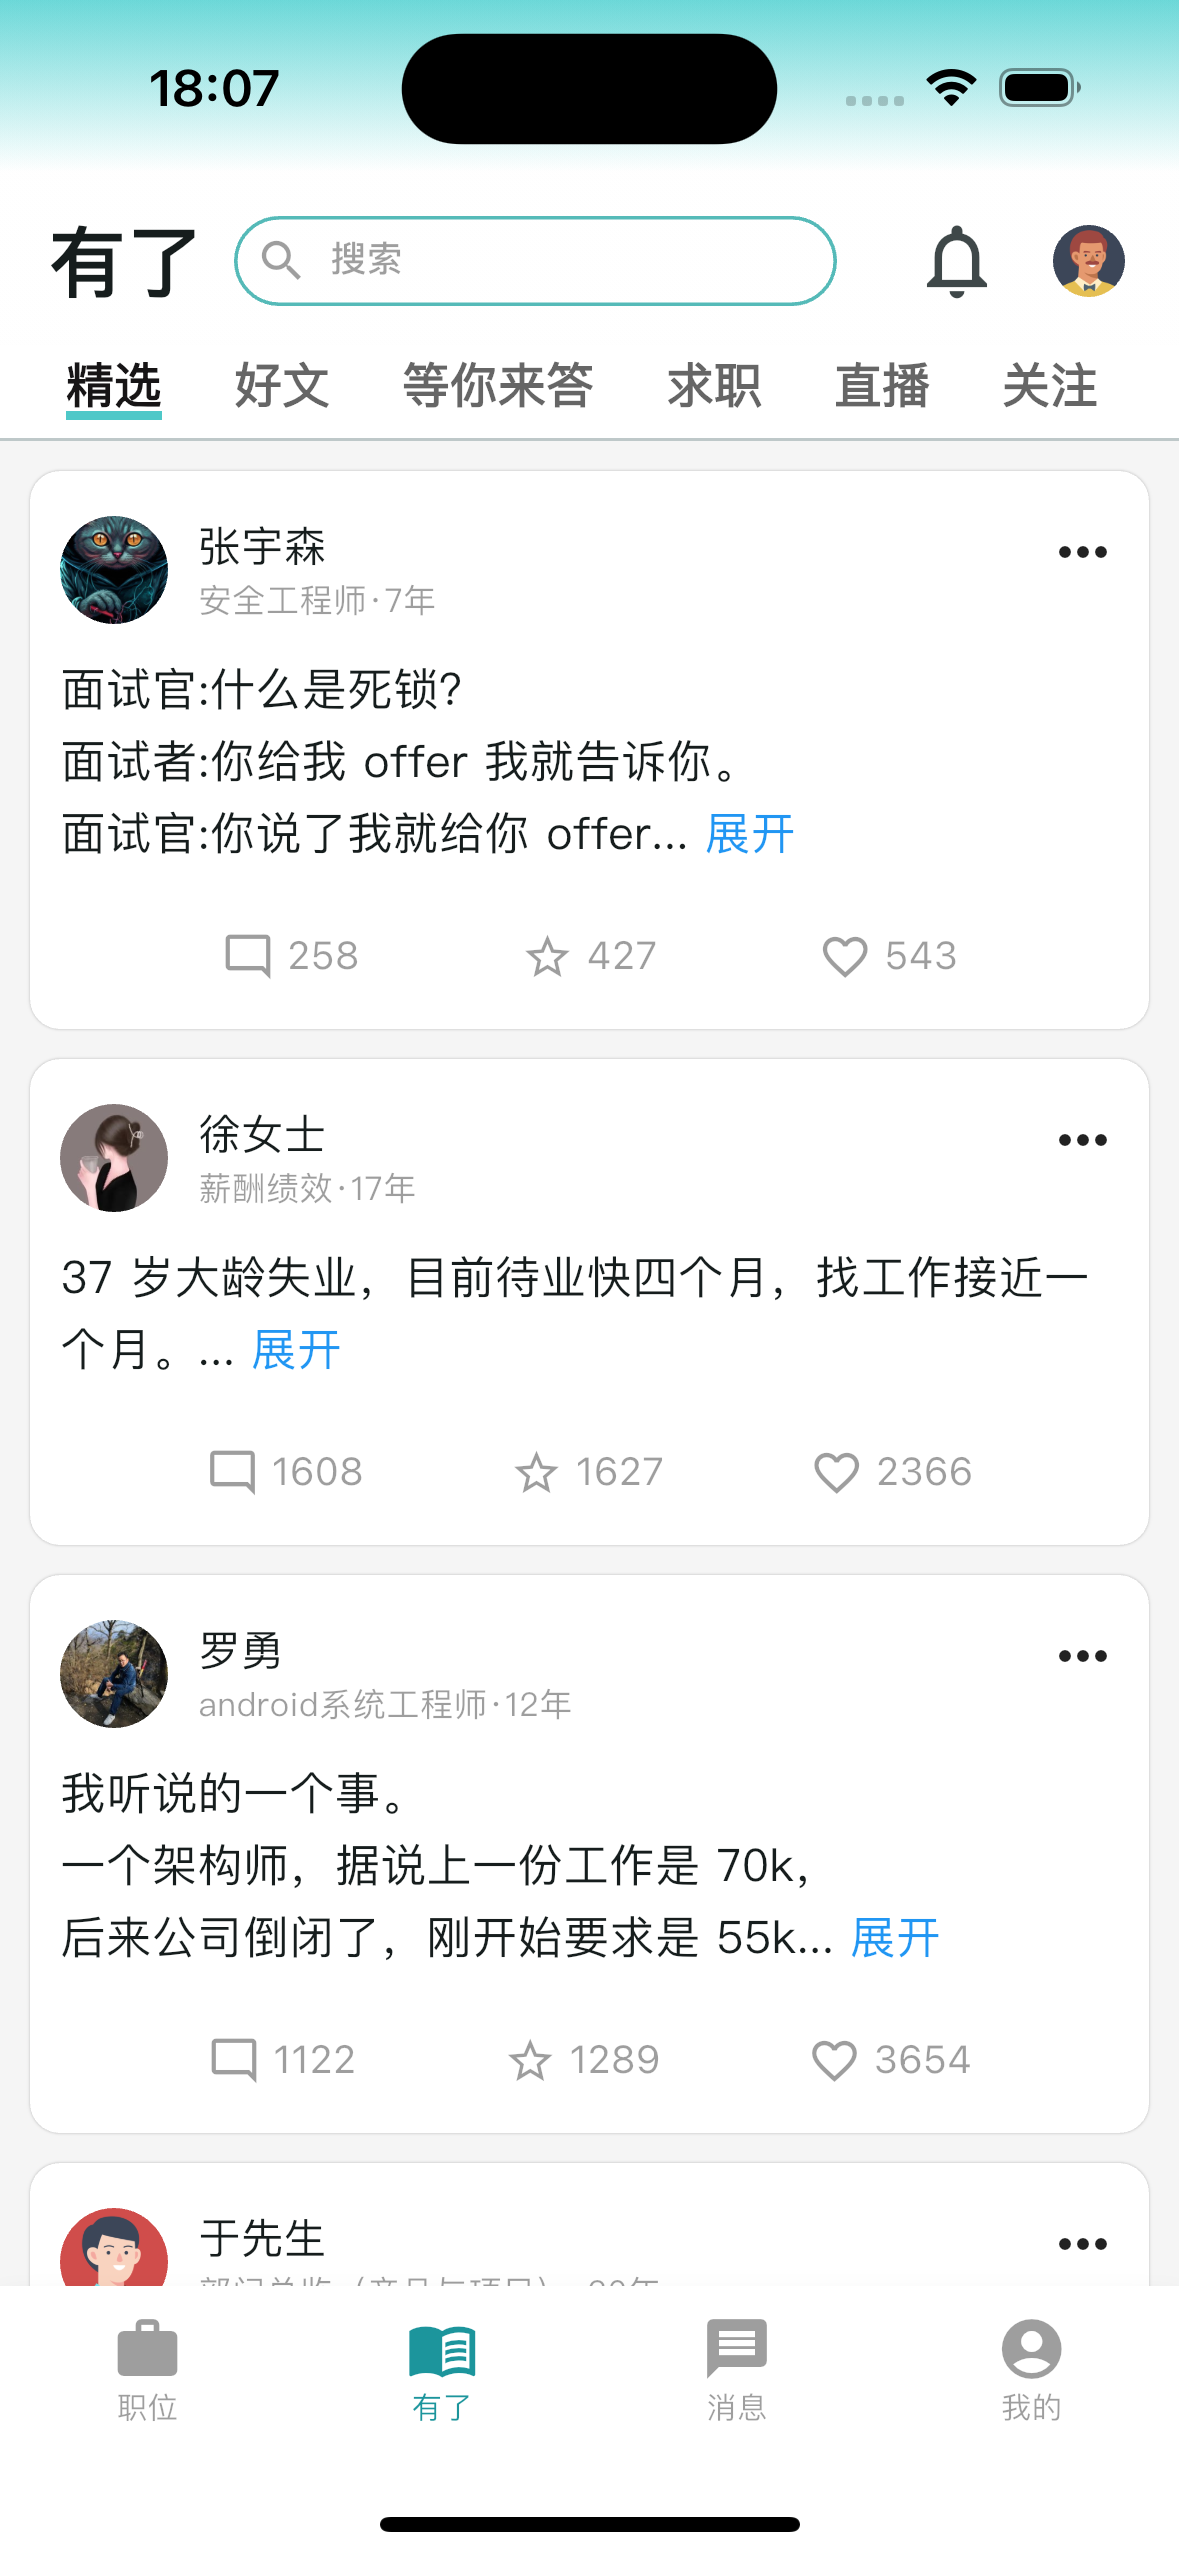 18:07
有了
搜索
精选 好文 等你来答 求职 直播 关注
张宇森
安全工程师·7年
面试官:什么是死锁?
面试者:你给我 offer 我就告诉你。
面试官:你说了我就给你 offer... 展开
258 427 543
徐女士
薪酬绩效·17年
37 岁大龄失业，目前待业快四个月，找工作接近一
个月。... 展开
1608 1627 2366
罗勇
android系统工程师·12年
我听说的一个事。
一个架构师，据说上一份工作是 70k，
后来公司倒闭了，刚开始要求是 55k... 展开
1122 1289 3654
于先生
职位 有了 消息 我的